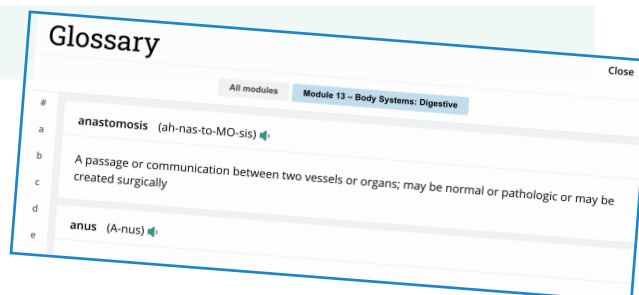 Glossary
Close
All modules
Module 13 – Body Systems: Digestive
#
a
anastomosis (ah-nas-to-MO-sis)
b
A passage or communication between two vessels or organs; may be normal or pathologic or may be
created surgically
c
d
anus (A-nus)
e